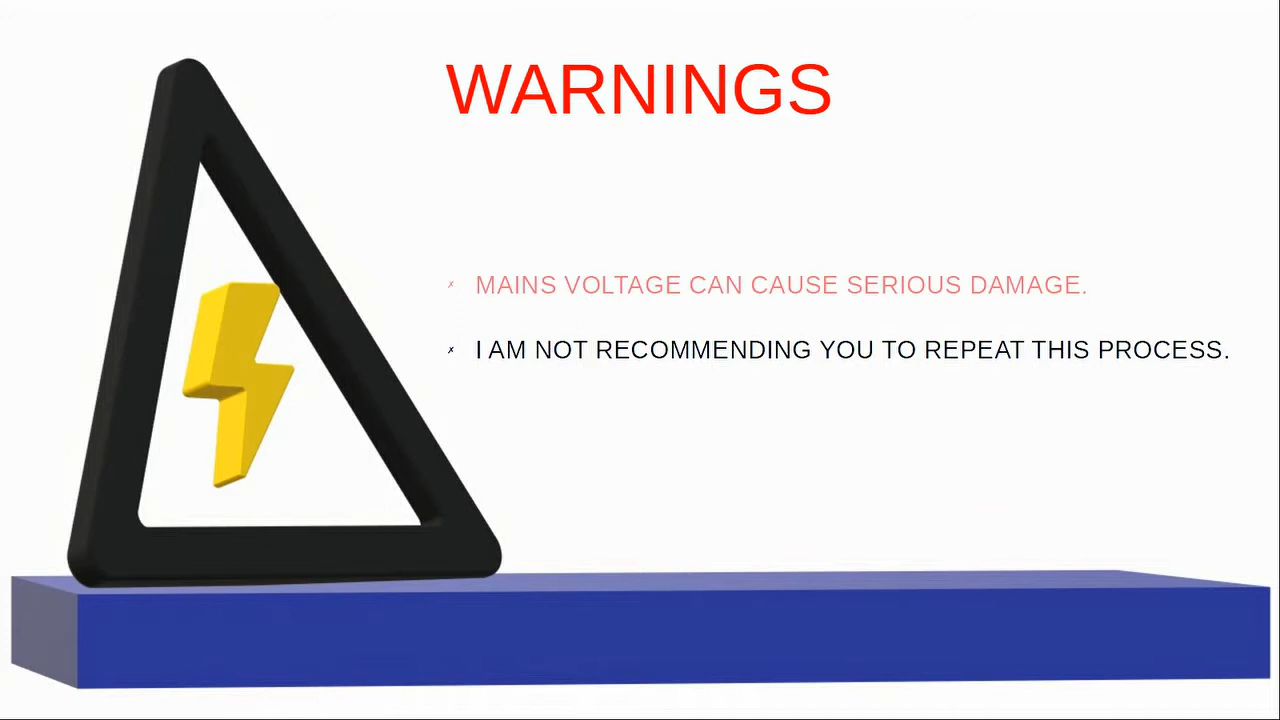 WARNINGS
MAINS VOLTAGE CAN CAUSE SERIOUS DAMAGE.
I AM NOT RECOMMENDING YOU TO REPEAT THIS PROCESS.